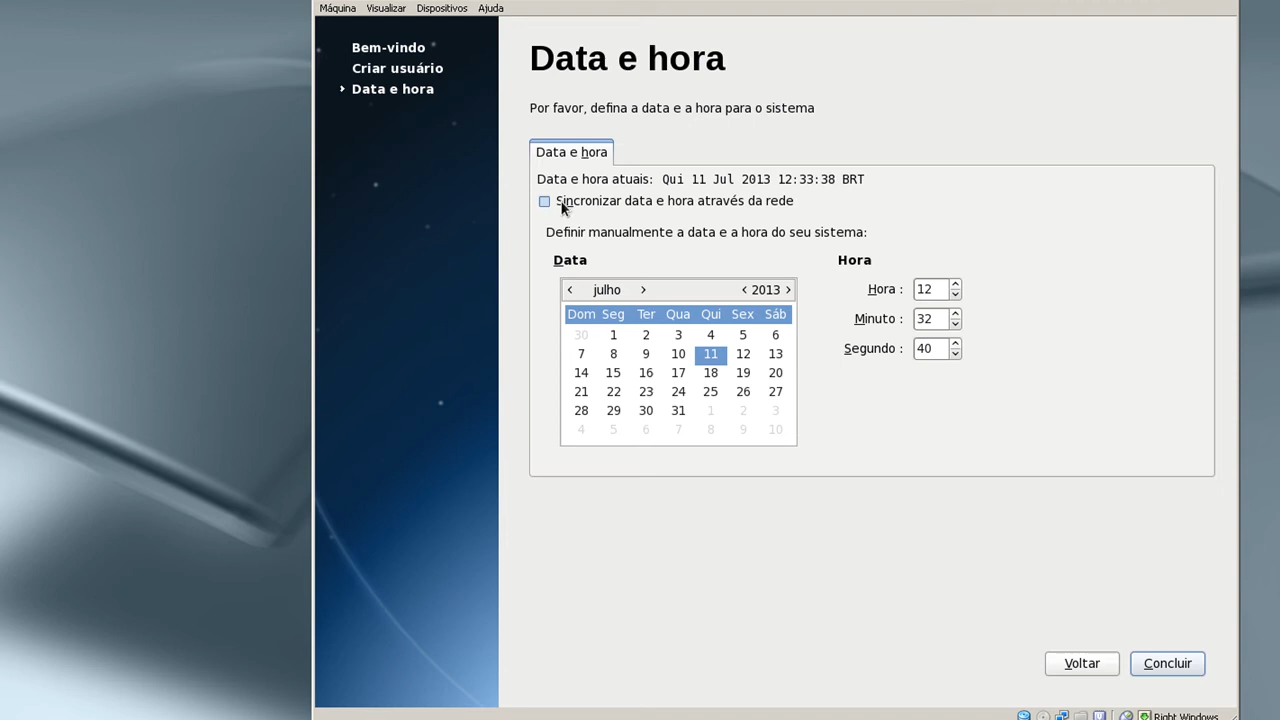 Máquina Visualizar Dispositivos Ajuda
Bem-vindo
Criar usuário
Data e hora
Data e hora
Por favor, defina a data e a hora para o sistema
Data e hora
Data e hora atuais: Qui 11 Jul 2013 12:33:38 BRT
Sincronizar data e hora através da rede
Definir manualmente a data e a hora do seu sistema:
Data
julho 2013
Dom Seg Ter Qua Qui Sex Sáb
30 1 2 3 4 5 6
7 8 9 10 11 12 13
14 15 16 17 18 19 20
21 22 23 24 25 26 27
28 29 30 31 1 2 3
4 5 6 7 8 9 10
Hora
Hora : 12
Minuto : 32
Segundo : 40
Voltar Concluir
Right Windows